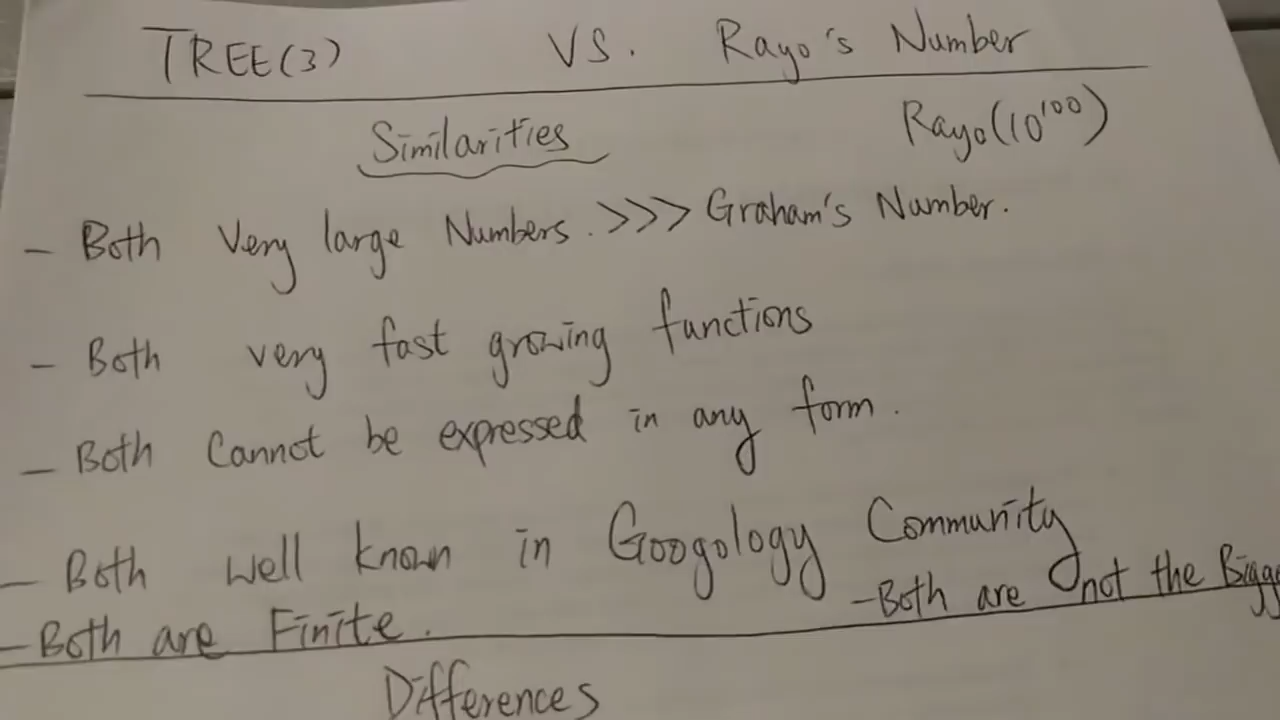 TREE(3) VS. Rayo's Number
Similarities Rayo(10¹⁰⁰)
- Both Very large Numbers. >>> Graham's Number.
- Both very fast growing functions
- Both Cannot be expressed in any form.
- Both well known in Googology Community
- Both are Finite. - Both are not the Bigg
Differences